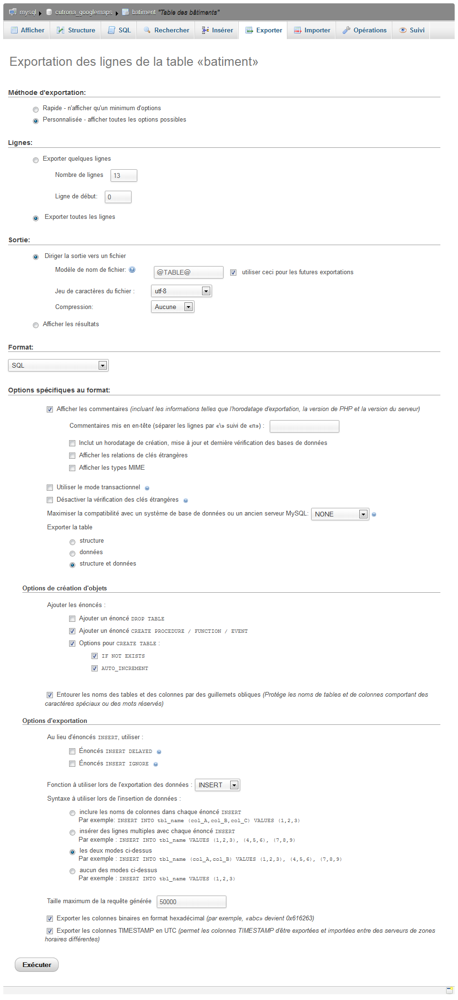 mysql cutrona_googlemaps batiment "Table des bâtiments"
Afficher Structure SQL Rechercher Insérer Exporter Importer Opérations Suivi
Exportation des lignes de la table «batiment»
Méthode d'exportation:
Rapide - n'afficher qu'un minimum d'options
Personnalisée - afficher toutes les options possibles
Lignes:
Exporter quelques lignes
Nombre de lignes 13
Ligne de début: 0
Exporter toutes les lignes
Sortie:
Diriger la sortie vers un fichier
Modèle de nom de fichier: @TABLE@ utiliser ceci pour les futures exportations
Jeu de caractères du fichier : utf-8
Compression: Aucune
Afficher les résultats
Format:
SQL
Options spécifiques au format:
Afficher les commentaires (incluant les informations telles que l'horodatage d'exportation, la version de PHP et la version du serveur)
Commentaires mis en en-tête (séparer les lignes par «\» suivi de «n») :
Inclut un horodatage de création, mise à jour et dernière vérification des bases de données
Afficher les relations de clés étrangères
Afficher les types MIME
Utiliser le mode transactionnel
Désactiver la vérification des clés étrangères
Maximiser la compatibilité avec un système de base de données ou un ancien serveur MySQL: NONE
Exporter la table
structure
données
structure et données
Options de création d'objets
Ajouter les énoncés :
Ajouter un énoncé DROP TABLE
Ajouter un énoncé CREATE PROCEDURE / FUNCTION / EVENT
Options pour CREATE TABLE :
IF NOT EXISTS
AUTO_INCREMENT
Entourer les noms des tables et des colonnes par des guillemets obliques (Protège les noms de tables et de colonnes comportant des
caractères spéciaux ou des mots réservés)
Options d'exportation
Au lieu d'énoncés INSERT, utiliser :
Énoncés INSERT DELAYED
Énoncés INSERT IGNORE
Fonction à utiliser lors de l'exportation des données : INSERT
Syntaxe à utiliser lors de l'insertion de données :
inclure les noms de colonnes dans chaque énoncé INSERT
Par exemple: INSERT INTO tbl_name (col_A,col_B,col_C) VALUES (1,2,3)
insérer des lignes multiples avec chaque énoncé INSERT
Par exemple : INSERT INTO tbl_name VALUES (1,2,3), (4,5,6), (7,8,9)
les deux modes ci-dessus
Par exemple : INSERT INTO tbl_name (col_A,col_B) VALUES (1,2,3), (4,5,6), (7,8,9)
aucun des modes ci-dessus
Par exemple : INSERT INTO tbl_name VALUES (1,2,3)
Taille maximum de la requête générée 50000
Exporter les colonnes binaires en format hexadécimal (par exemple, «abc» devient 0x616263)
Exporter les colonnes TIMESTAMP en UTC (permet les colonnes TIMESTAMP d'être exportées et importées entre des serveurs de zones
horaires différentes)
Exécuter